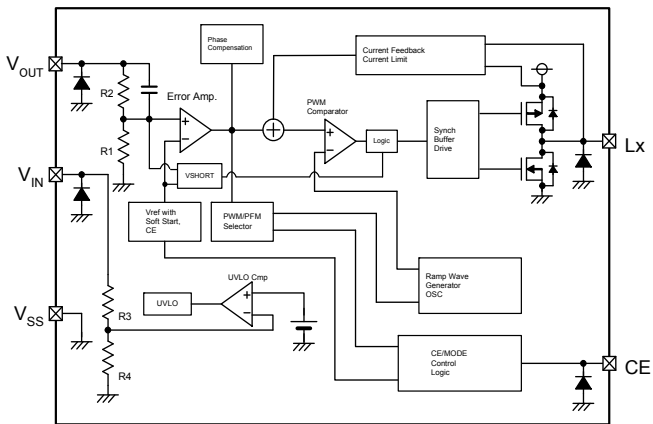 Phase
Compensation
Current Feedback
Current Limit
VOUT
R2
Error Amp.
PWM
Comparator
R1
Logic
Synch
Buffer
Drive
Lx
VIN
VSHORT
Vref with
Soft Start,
CE
PWM/PFM
Selector
Ramp Wave
Generator
OSC
UVLO Cmp
R3
UVLO
VSS
R4
CE/MODE
Control
Logic
CE